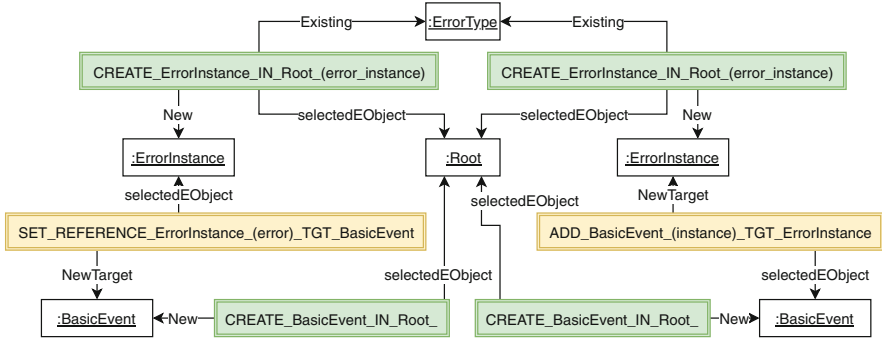 :ErrorType
Existing
Existing
CREATE_ErrorInstance_IN_Root_(error_instance)
CREATE_ErrorInstance_IN_Root_(error_instance)
New
selectedEObject
selectedEObject
New
:ErrorInstance
:Root
:ErrorInstance
selectedEObject
selectedEObject
NewTarget
SET_REFERENCE_ErrorInstance_(error)_TGT_BasicEvent
ADD_BasicEvent_(instance)_TGT_ErrorInstance
NewTarget
selectedEObject
selectedEObject
:BasicEvent
New
CREATE_BasicEvent_IN_Root_
CREATE_BasicEvent_IN_Root_
New
:BasicEvent